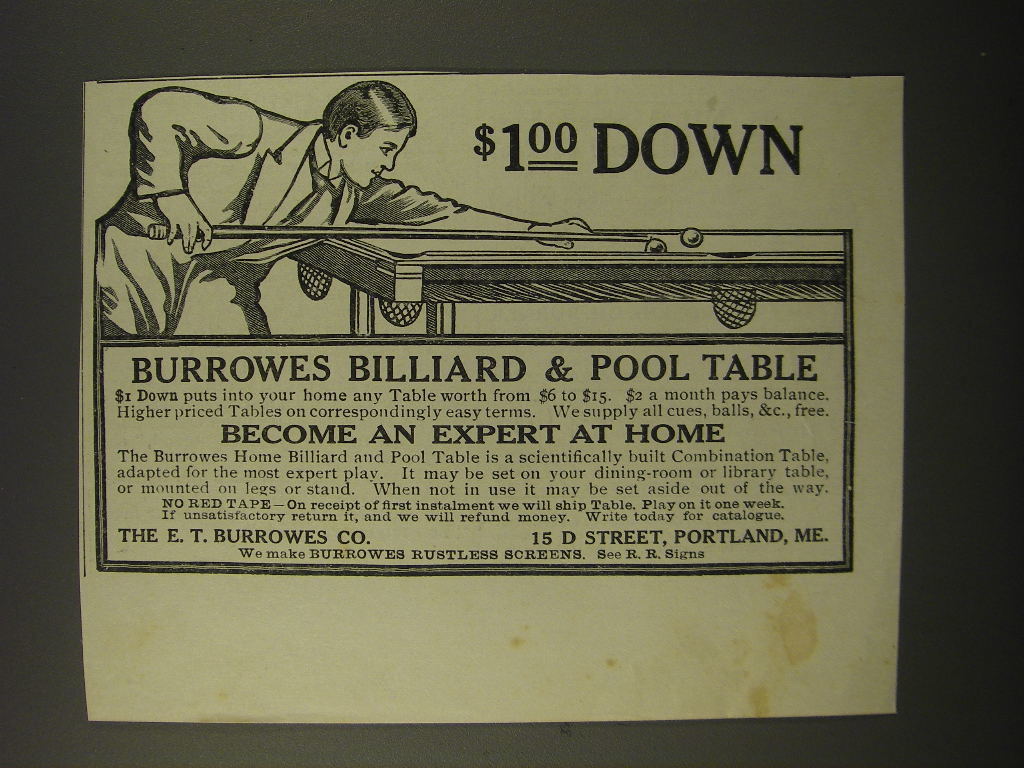 $1.00 DOWN
BURROWES BILLIARD & POOL TABLE
$1 Down puts into your home any Table worth from $6 to $15. $2 a month pays balance.
Higher priced Tables on correspondingly easy terms. We supply all cues, balls, &c., free.
BECOME AN EXPERT AT HOME
The Burrowes Home Billiard and Pool Table is a scientifically built Combination Table,
adapted for the most expert play. It may be set on your dining-room or library table,
or mounted on legs or stand. When not in use it may be set aside out of the way.
NO RED TAPE—On receipt of first instalment we will ship Table. Play on it one week.
If unsatisfactory return it, and we will refund money. Write today for catalogue.
THE E. T. BURROWES CO. 15 D STREET, PORTLAND, ME.
We make BURROWES RUSTLESS SCREENS. See R. R. Signs